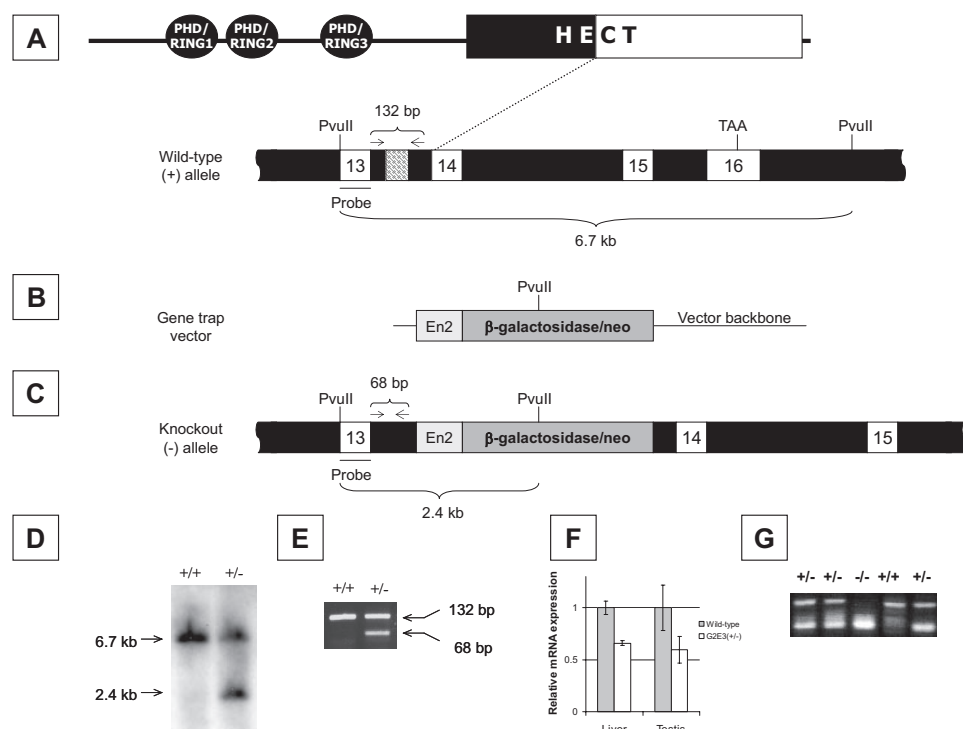 A
PHD/
RING1
PHD/
RING2
PHD/
RING3
HECT
132 bp
PvuII
TAA
PvuII
Wild-type
(+) allele
13
14
15
16
Probe
6.7 kb
B
PvuII
Gene trap
vector
En2
β-galactosidase/neo
Vector backbone
C
68 bp
PvuII
PvuII
Knockout
(-) allele
13
En2
β-galactosidase/neo
14
15
Probe
2.4 kb
D
+/+
+/-
6.7 kb
2.4 kb
E
+/+
+/-
132 bp
68 bp
F
Relative mRNA expression
1
0.5
0
Wild-type
G2E3(+/-)
Liver
Testis
G
+/-
+/-
-/-
+/+
+/-